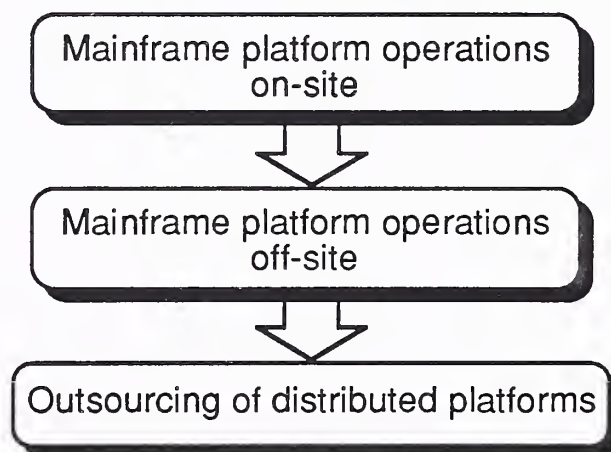 Mainframe platform operations
on-site
Mainframe platform operations
off-site
Outsourcing of distributed platforms